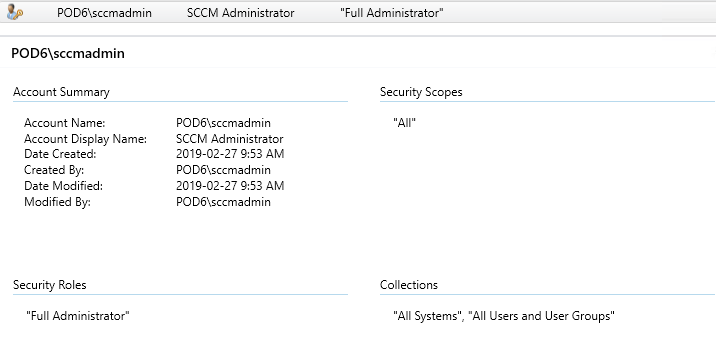 POD6\sccmadmin SCCM Administrator "Full Administrator"
POD6\sccmadmin
Account Summary
Account Name: POD6\sccmadmin
Account Display Name: SCCM Administrator
Date Created: 2019-02-27 9:53 AM
Created By: POD6\sccmadmin
Date Modified: 2019-02-27 9:53 AM
Modified By: POD6\sccmadmin
Security Scopes
"All"
Security Roles
"Full Administrator"
Collections
"All Systems", "All Users and User Groups"